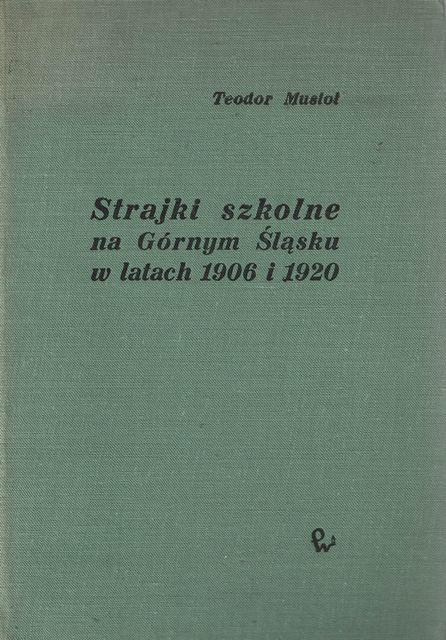 Teodor Musioł
Strajki szkolne
na Górnym Śląsku
w latach 1906 i 1920